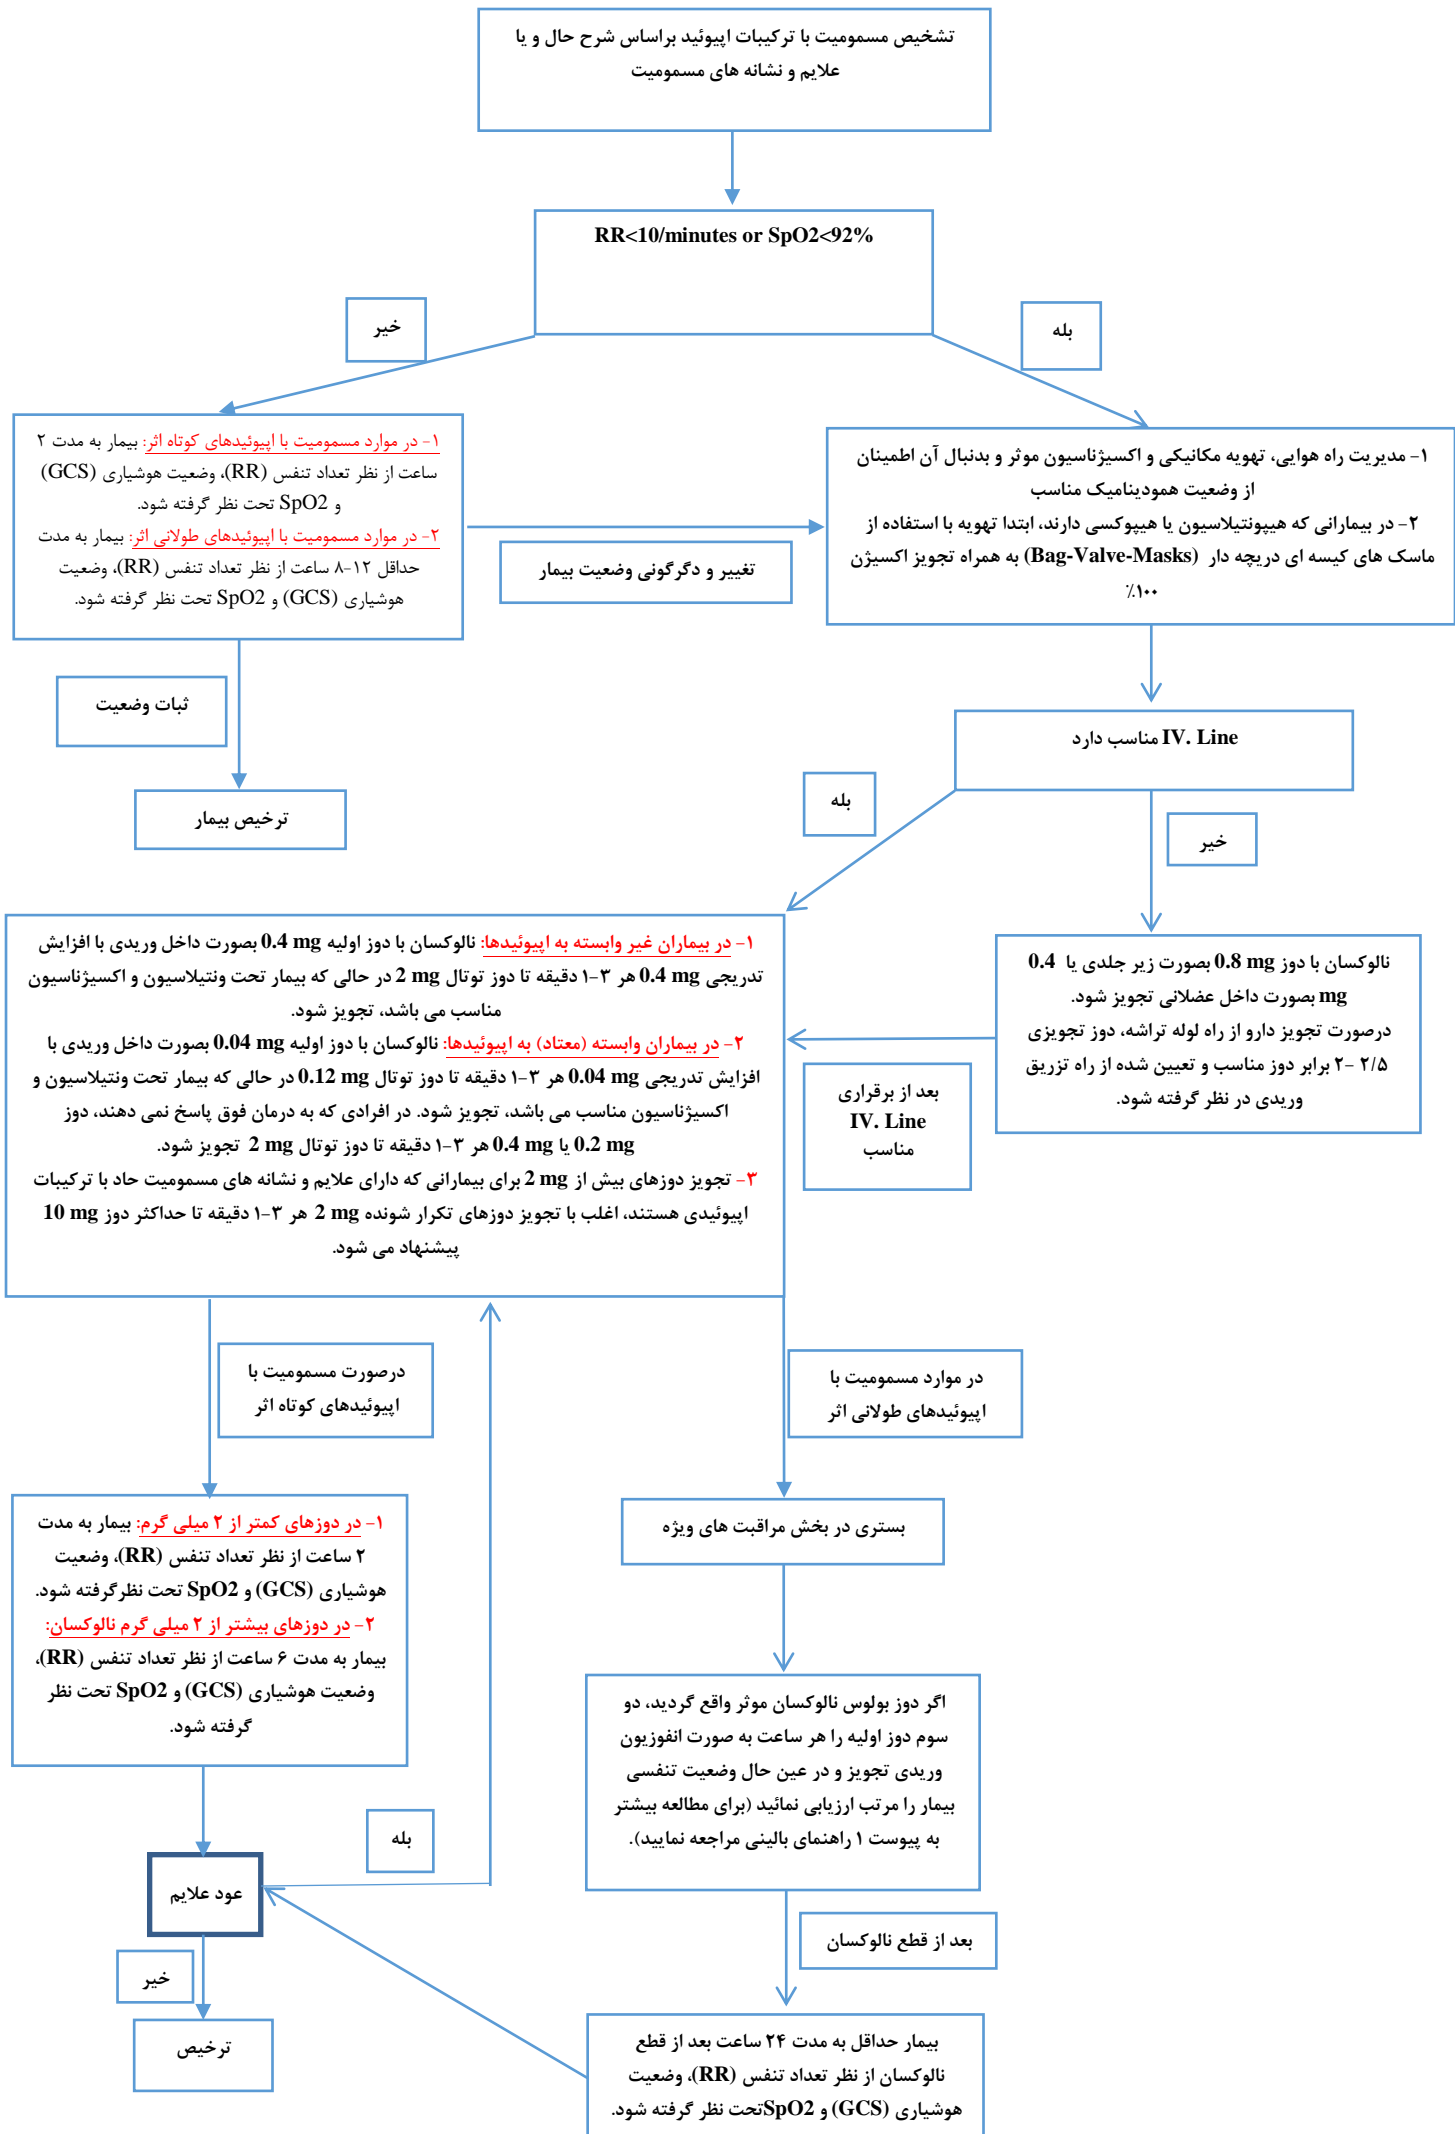 تشخیص مسمومیت با ترکیبات اپیوئید براساس شرح حال و یا
علایم و نشانه های مسمومیت
RR<10/minutes or SpO2<92%
خیر
بله
۱- در موارد مسمومیت با اپیوئیدهای کوتاه اثر: بیمار به مدت ۲
ساعت از نظر تعداد تنفس (RR)، وضعیت هوشیاری (GCS)
و SpO2 تحت نظر گرفته شود.
۲- در موارد مسمومیت با اپیوئیدهای طولانی اثر: بیمار به مدت
حداقل ۱۲-۸ ساعت از نظر تعداد تنفس (RR)، وضعیت
هوشیاری (GCS) و SpO2 تحت نظر گرفته شود.
۱- مدیریت راه هوایی، تهویه مکانیکی و اکسیژناسیون موثر و بدنبال آن اطمینان
از وضعیت همودینامیک مناسب
۲- در بیمارانی که هیپونتیلاسیون یا هیپوکسی دارند، ابتدا تهویه با استفاده از
ماسک های کیسه ای دریچه دار (Bag-Valve-Masks) به همراه تجویز اکسیژن
۱۰۰٪
تغییر و دگرگونی وضعیت بیمار
ثبات وضعیت
ترخیص بیمار
IV. Line مناسب دارد
بله
خیر
۱- در بیماران غیر وابسته به اپیوئیدها: نالوکسان با دوز اولیه 0.4 mg بصورت داخل وریدی با افزایش
تدریجی 0.4 mg هر ۳-۱ دقیقه تا دوز توتال 2 mg در حالی که بیمار تحت ونتیلاسیون و اکسیژناسیون
مناسب می باشد، تجویز شود.
۲- در بیماران وابسته (معتاد) به اپیوئیدها: نالوکسان با دوز اولیه 0.04 mg بصورت داخل وریدی با
افزایش تدریجی 0.04 mg هر ۳-۱ دقیقه تا دوز توتال 0.12 mg در حالی که بیمار تحت ونتیلاسیون و
اکسیژناسیون مناسب می باشد، تجویز شود. در افرادی که به درمان فوق پاسخ نمی دهند، دوز
0.2 mg یا 0.4 mg هر ۳-۱ دقیقه تا دوز توتال 2 mg تجویز شود.
۳- تجویز دوزهای بیش از 2 mg برای بیمارانی که دارای علایم و نشانه های مسمومیت حاد با ترکیبات
اپیوئیدی هستند، اغلب با تجویز دوزهای تکرار شونده 2 mg هر ۳-۱ دقیقه تا حداکثر دوز 10 mg
پیشنهاد می شود.
نالوکسان با دوز 0.8 mg بصورت زیر جلدی یا 0.4
mg بصورت داخل عضلانی تجویز شود.
درصورت تجویز دارو از راه لوله تراشه، دوز تجویزی
۲/۵ -۲ برابر دوز مناسب و تعیین شده از راه تزریق
وریدی در نظر گرفته شود.
بعد از برقراری
IV. Line
مناسب
درصورت مسمومیت با
اپیوئیدهای کوتاه اثر
در موارد مسمومیت با
اپیوئیدهای طولانی اثر
۱- در دوزهای کمتر از ۲ میلی گرم: بیمار به مدت
۲ ساعت از نظر تعداد تنفس (RR)، وضعیت
هوشیاری (GCS) و SpO2 تحت نظرگرفته شود.
۲- در دوزهای بیشتر از ۲ میلی گرم نالوکسان:
بیمار به مدت ۶ ساعت از نظر تعداد تنفس (RR)،
وضعیت هوشیاری (GCS) و SpO2 تحت نظر
گرفته شود.
بستری در بخش مراقبت های ویژه
اگر دوز بولوس نالوکسان موثر واقع گردید، دو
سوم دوز اولیه را هر ساعت به صورت انفوزیون
وریدی تجویز و در عین حال وضعیت تنفسی
بیمار را مرتب ارزیابی نمائید (برای مطالعه بیشتر
به پیوست ۱ راهنمای بالینی مراجعه نمایید).
بله
عود علایم
بعد از قطع نالوکسان
خیر
ترخیص
بیمار حداقل به مدت ۲۴ ساعت بعد از قطع
نالوکسان از نظر تعداد تنفس (RR)، وضعیت
هوشیاری (GCS) و SpO2تحت نظر گرفته شود.